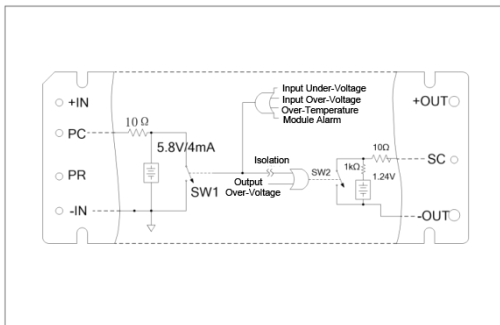 +IN
PC
PR
-IN
10Ω
5.8V/4mA
SW1
Input Under-Voltage
Input Over-Voltage
Over-Temperature
Module Alarm
Isolation
Output
Over-Voltage
SW2
10Ω
1kΩ
1.24V
+OUT
SC
-OUT